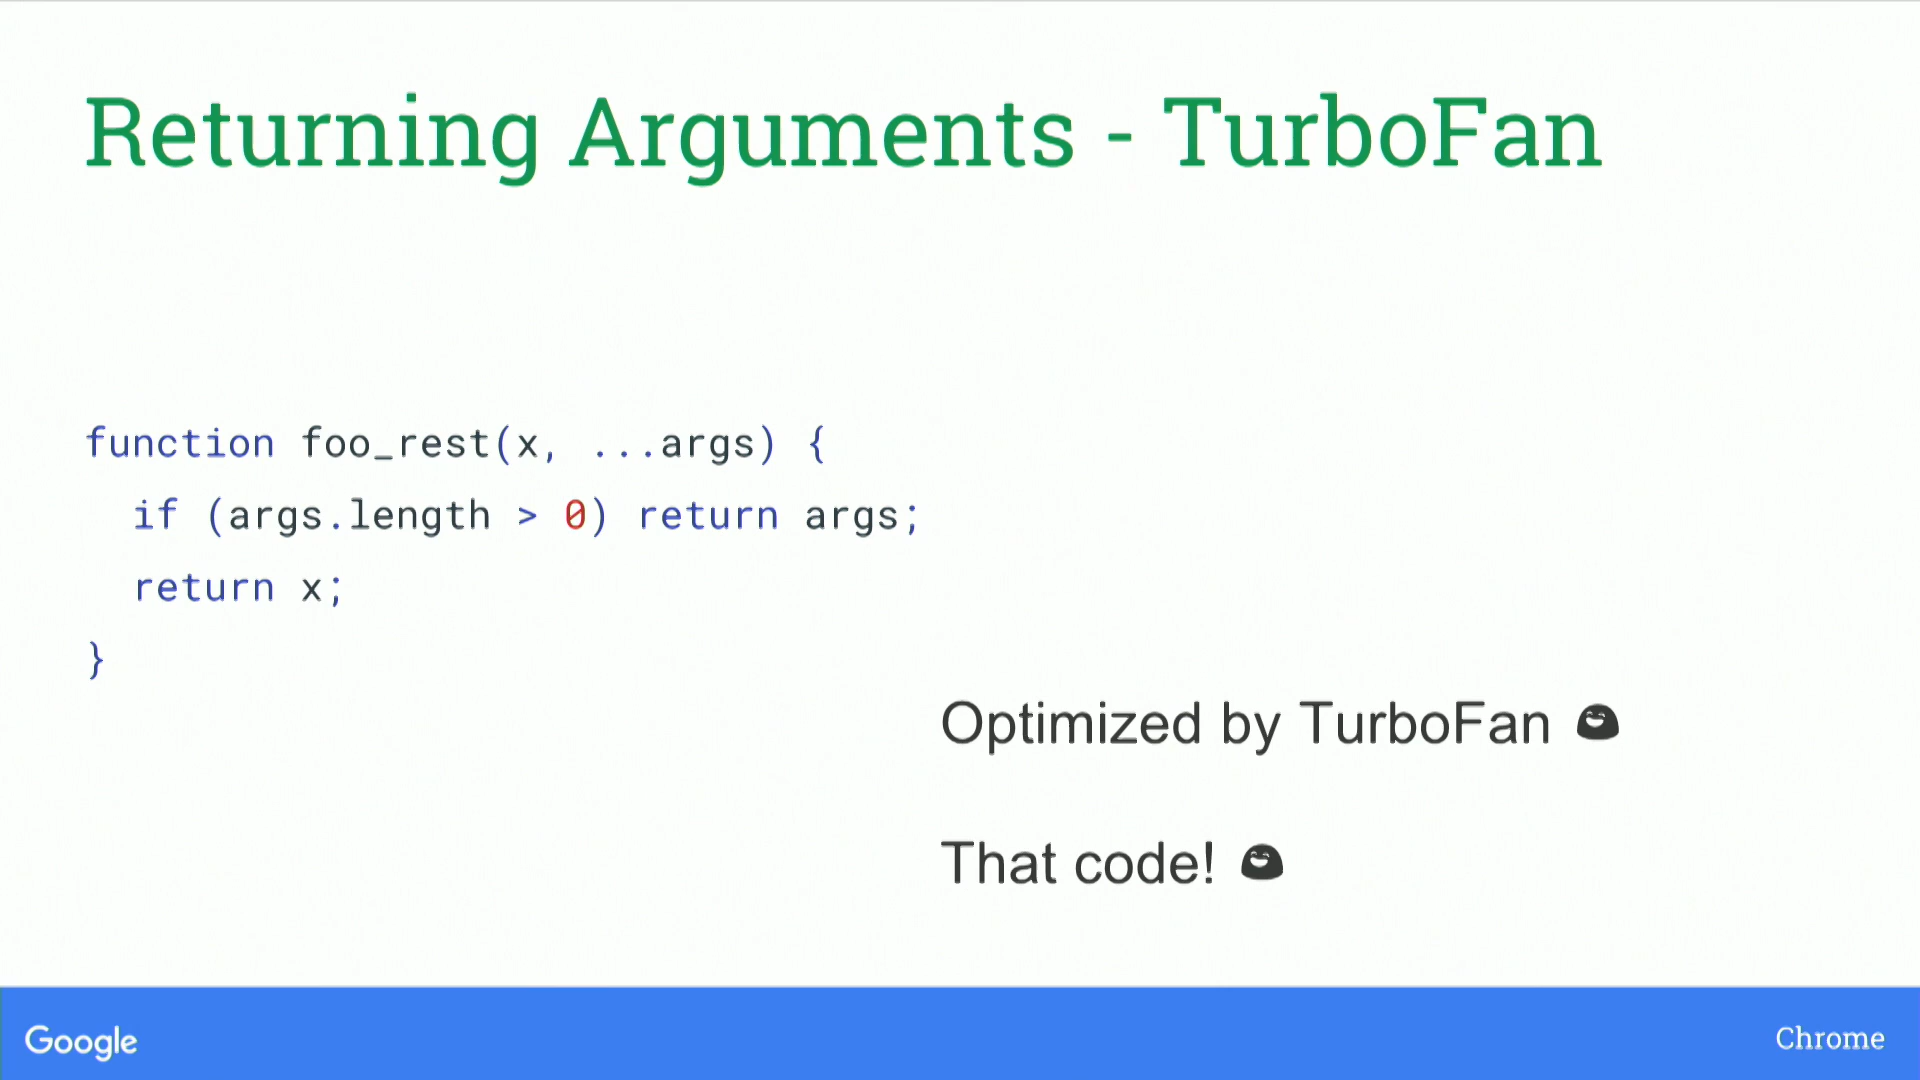 Returning Arguments - TurboFan
function foo_rest(x, ...args) {
  if (args.length > 0) return args;
  return x;
}
Optimized by TurboFan
That code!
Google
Chrome